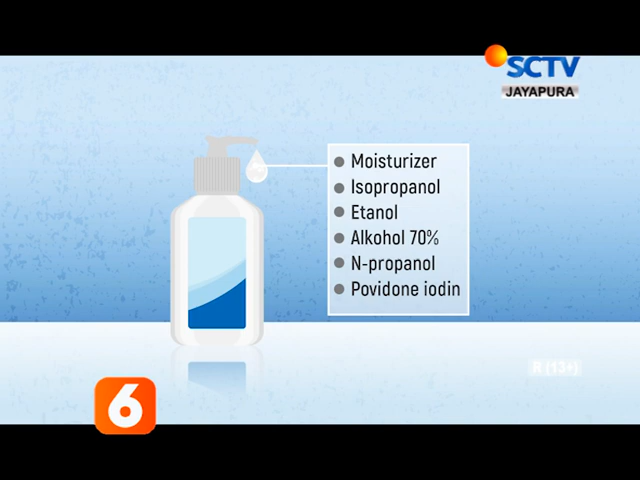 SCTV
JAYAPURA
Moisturizer
Isopropanol
Etanol
Alkohol 70%
N-propanol
Povidone iodin
R (13+)
6